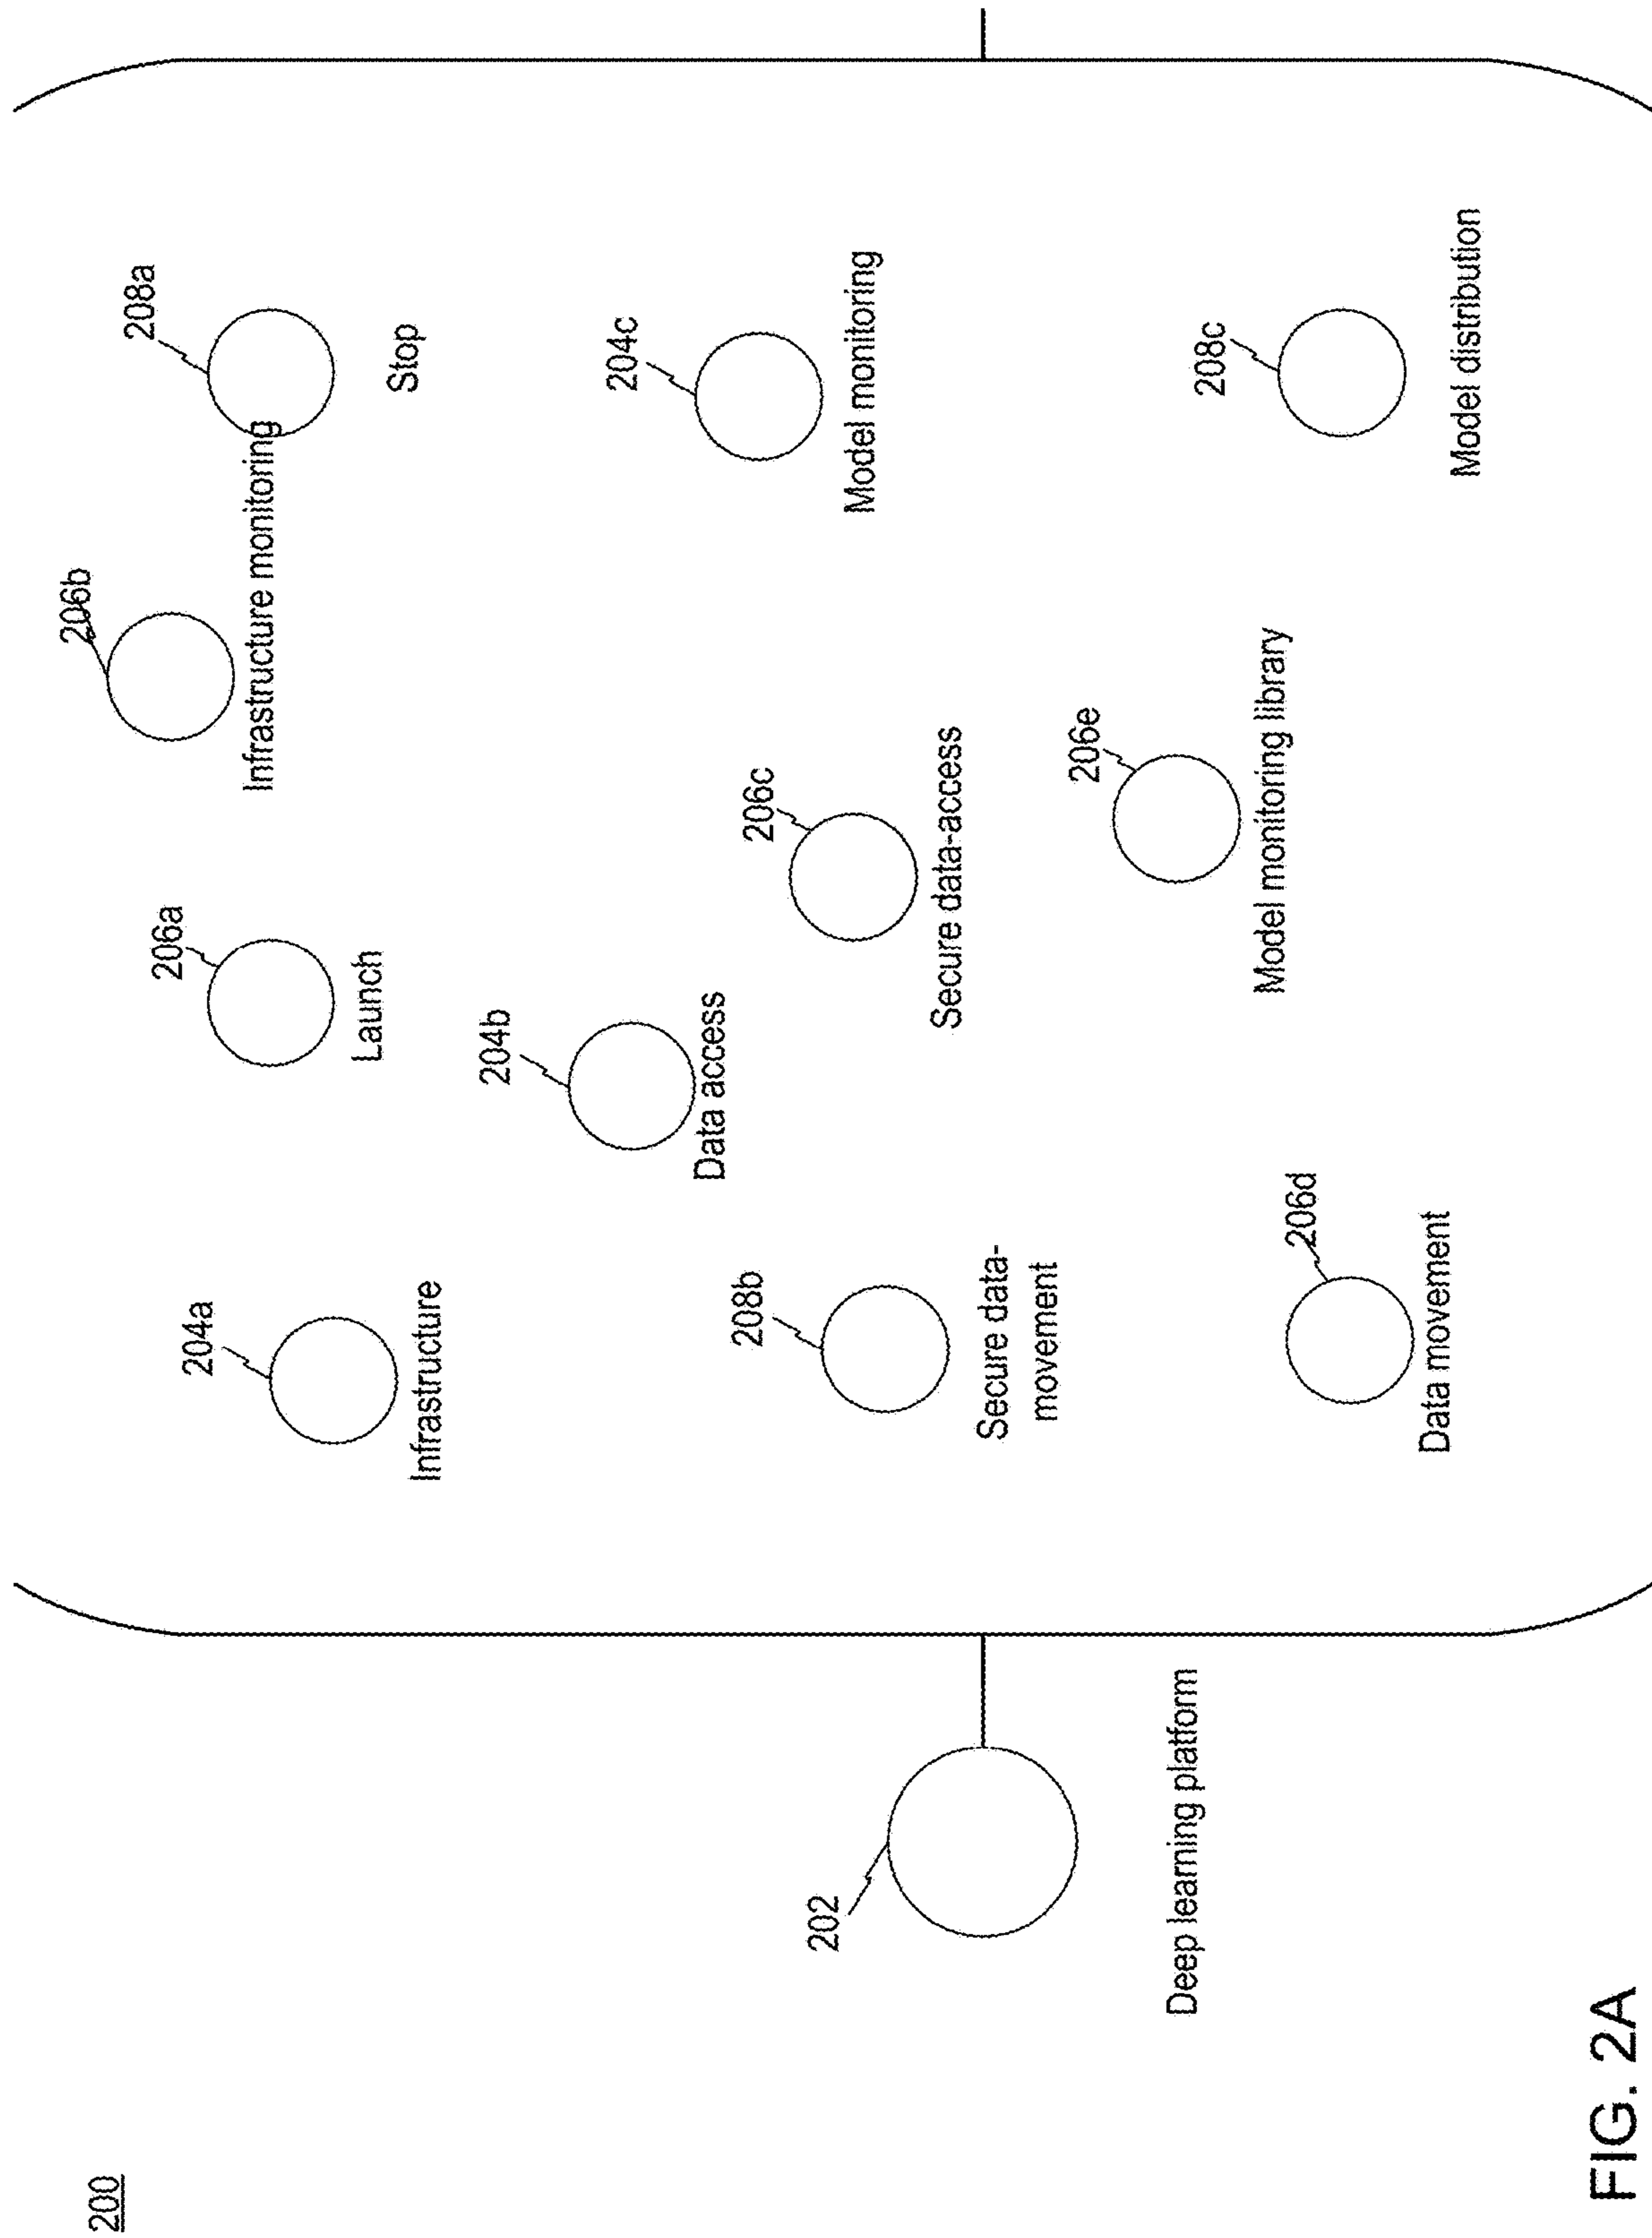 200
202
Deep learning platform
204a
Infrastructure
206a
Launch
206b
Infrastructure monitoring
208a
Stop
204b
Data access
204c
Model monitoring
208b
Secure data-
movement
206c
Secure data-access
206e
Model monitoring library
208c
Model distribution
206d
Data movement
FIG. 2A